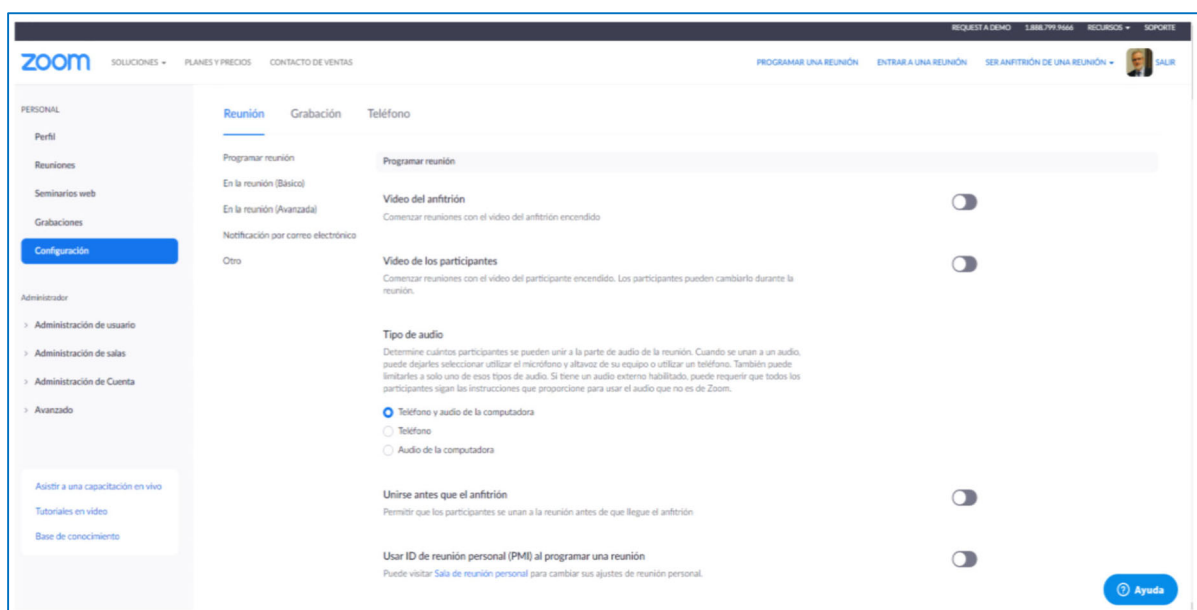 REQUEST A DEMO 1.888.799.9666 RECURSOS SOPORTE
zoom SOLUCIONES PLANES Y PRECIOS CONTACTO DE VENTAS PROGRAMAR UNA REUNIÓN ENTRAR A UNA REUNIÓN SER ANFITRIÓN DE UNA REUNIÓN SALIR
PERSONAL
Perfil
Reuniones
Seminarios web
Grabaciones
Configuración
Administrador
Administración de usuario
Administración de salas
Administración de Cuenta
Avanzado
Asistir a una capacitación en vivo
Tutoriales en vídeo
Base de conocimiento
Reunión Grabación Teléfono
Programar reunión
En la reunión (Básico)
En la reunión (Avanzada)
Notificación por correo electrónico
Otro
Programar reunión
Vídeo del anfitrión
Comenzar reuniones con el video del anfitrión encendido
Video de los participantes
Comenzar reuniones con el video del participante encendido. Los participantes pueden cambiarlo durante la
reunión.
Tipo de audio
Determine cuántos participantes se pueden unir a la parte de audio de la reunión. Cuando se unan a un audio,
puede dejarles seleccionar utilizar el micrófono y altavoz de su equipo o utilizar un teléfono. También puede
limitarles a solo uno de esos tipos de audio. Si tiene un audio externo habilitado, puede requerir que todos los
participantes sigan las instrucciones que proporcione para usar el audio que no es de Zoom.
Teléfono y audio de la computadora
Teléfono
Audio de la computadora
Unirse antes que el anfitrión
Permitir que los participantes se unan a la reunión antes de que llegue el anfitrión
Usar ID de reunión personal (PMI) al programar una reunión
Puede visitar Sala de reunión personal para cambiar sus ajustes de reunión personal.
Ayuda